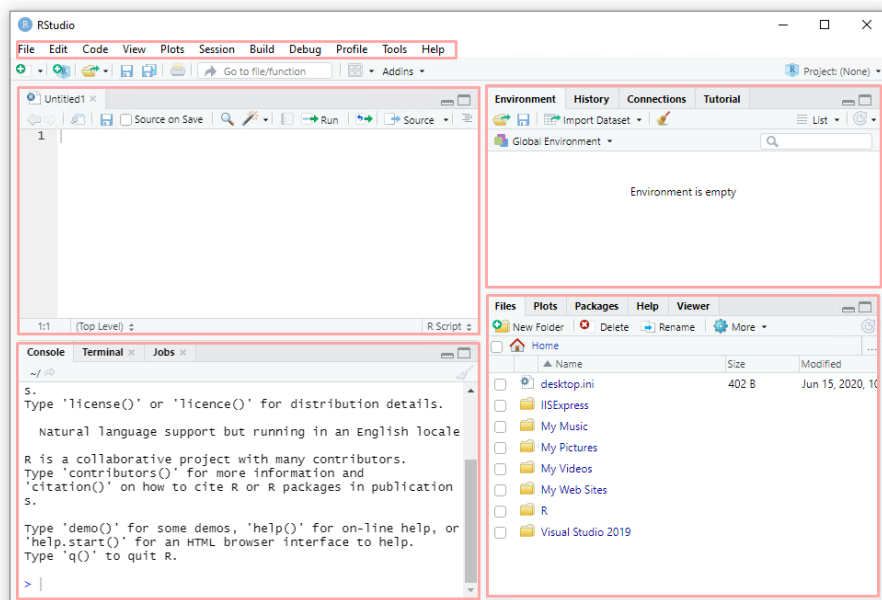 RStudio
File Edit Code View Plots Session Build Debug Profile Tools Help
Go to file/function Addins Project: (None)
Untitled1
Source on Save Run Source
1
1:1 (Top Level) R Script
Console Terminal Jobs
~/
s.
Type 'license()' or 'licence()' for distribution details.
Natural language support but running in an English locale
R is a collaborative project with many contributors.
Type 'contributors()' for more information and
'citation()' on how to cite R or R packages in publication
s.
Type 'demo()' for some demos, 'help()' for on-line help, or
'help.start()' for an HTML browser interface to help.
Type 'q()' to quit R.
>
Environment History Connections Tutorial
Import Dataset List
Global Environment
Environment is empty
Files Plots Packages Help Viewer
New Folder Delete Rename More
Home ...
Name Size Modified
desktop.ini 402 B Jun 15, 2020, 10
IISExpress
My Music
My Pictures
My Videos
My Web Sites
R
Visual Studio 2019